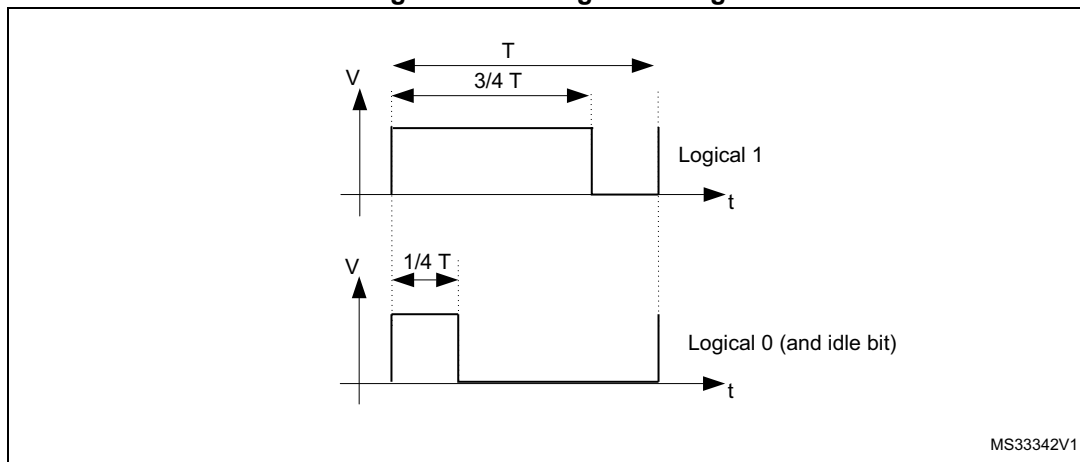 T
V
3/4 T
Logical 1
t
V
1/4 T
Logical 0 (and idle bit)
t
MS33342V1